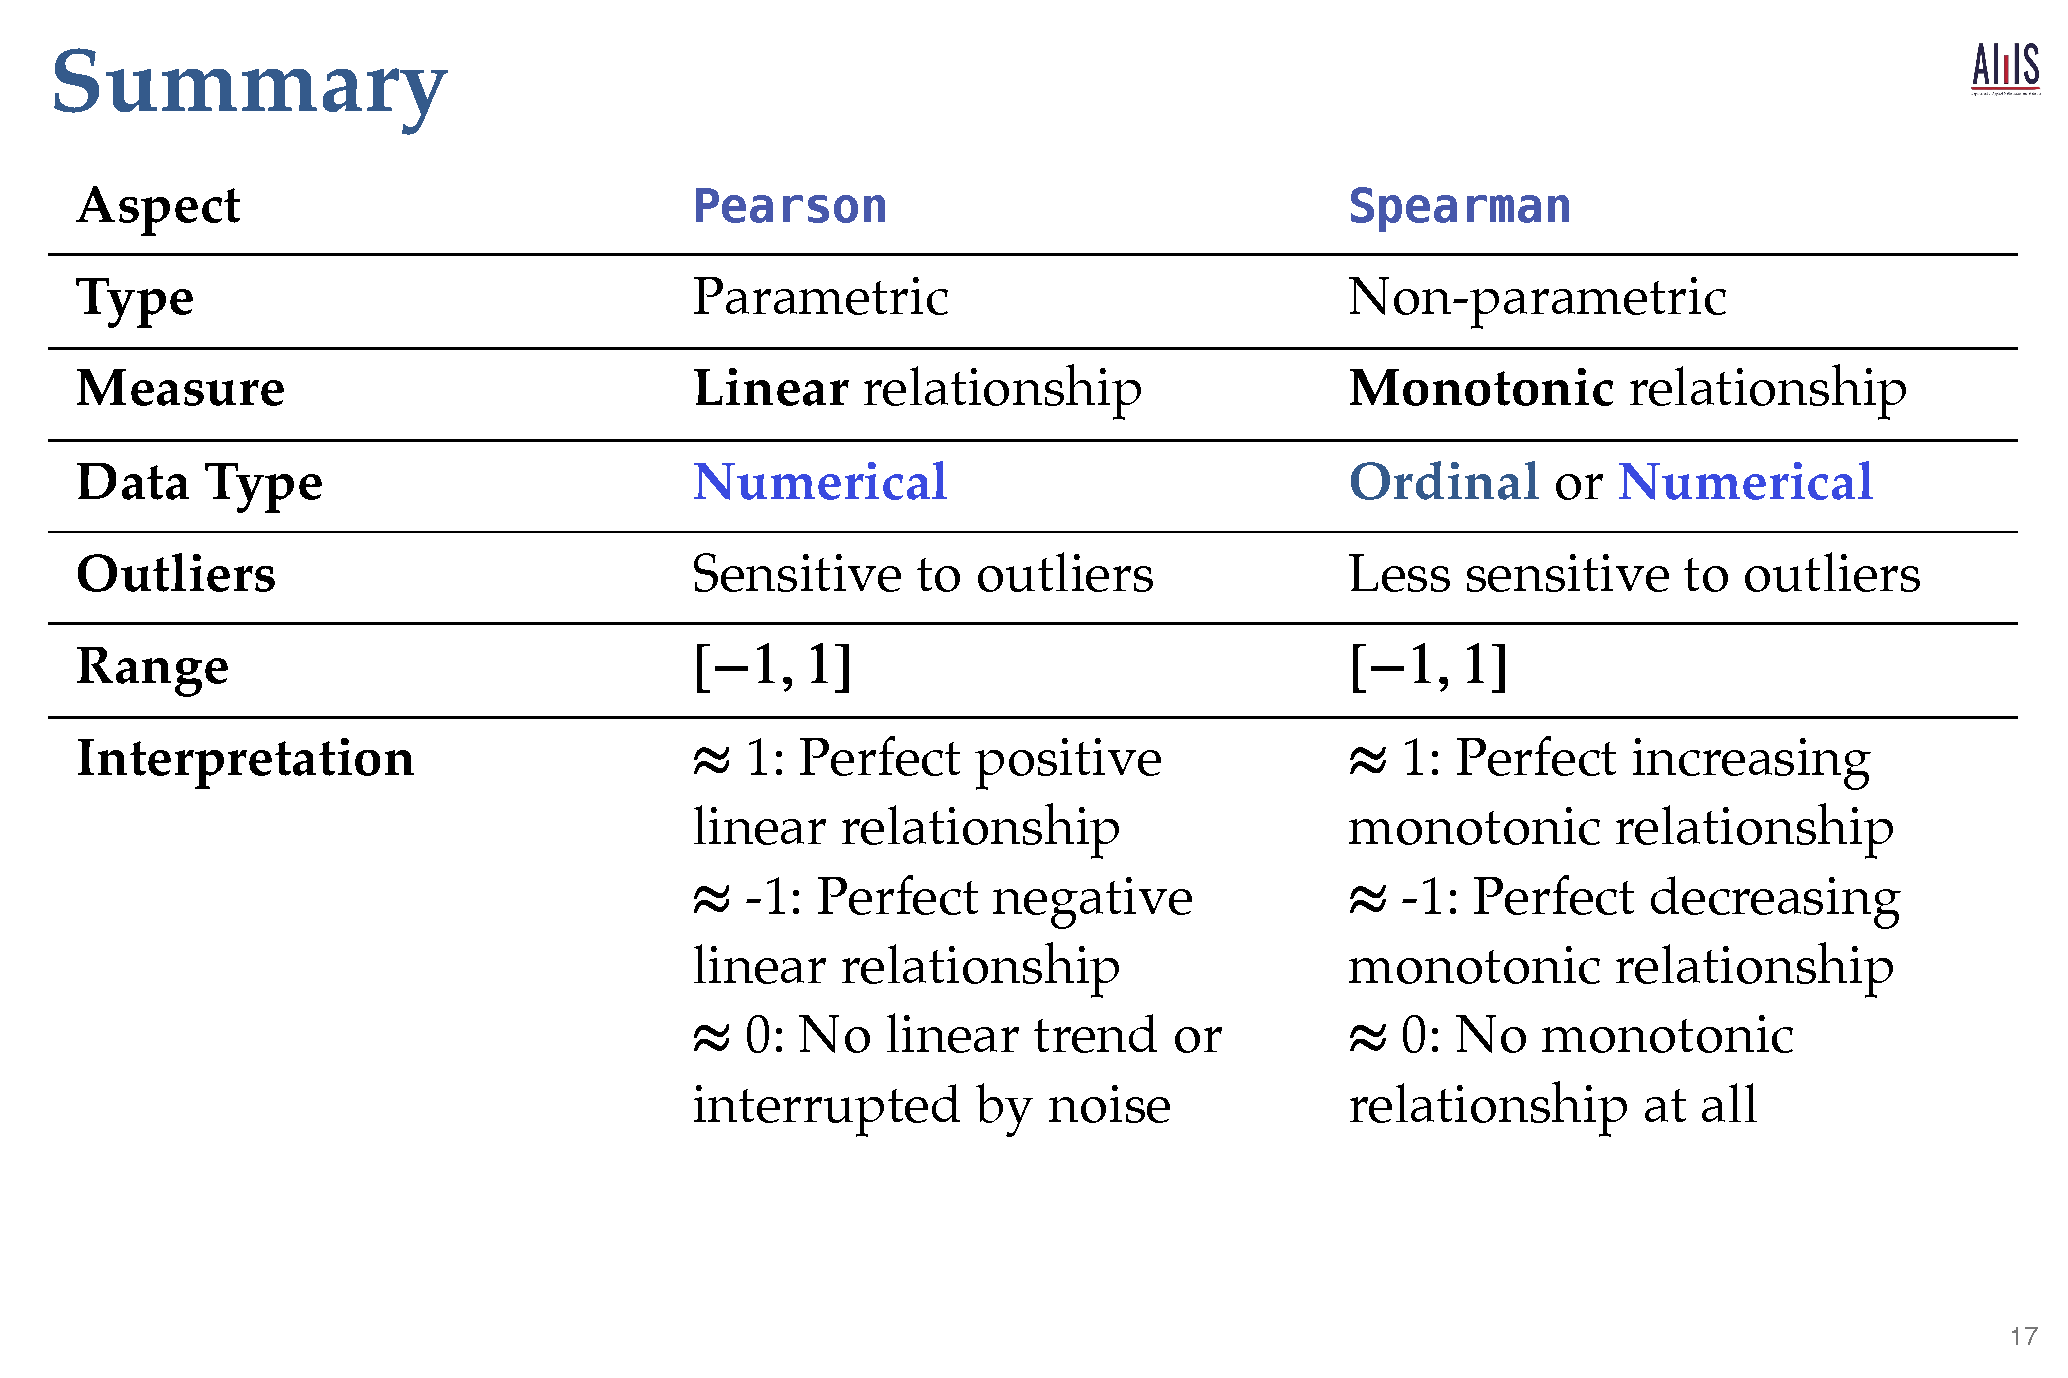 Summary
AMS
Aspect Pearson Spearman
Type Parametric Non-parametric
Measure Linear relationship Monotonic relationship
Data Type Numerical Ordinal or Numerical
Outliers Sensitive to outliers Less sensitive to outliers
Range [−1, 1] [−1, 1]
Interpretation ≈ 1: Perfect positive ≈ 1: Perfect increasing
linear relationship monotonic relationship
≈ -1: Perfect negative ≈ -1: Perfect decreasing
linear relationship monotonic relationship
≈ 0: No linear trend or ≈ 0: No monotonic
interrupted by noise relationship at all
17